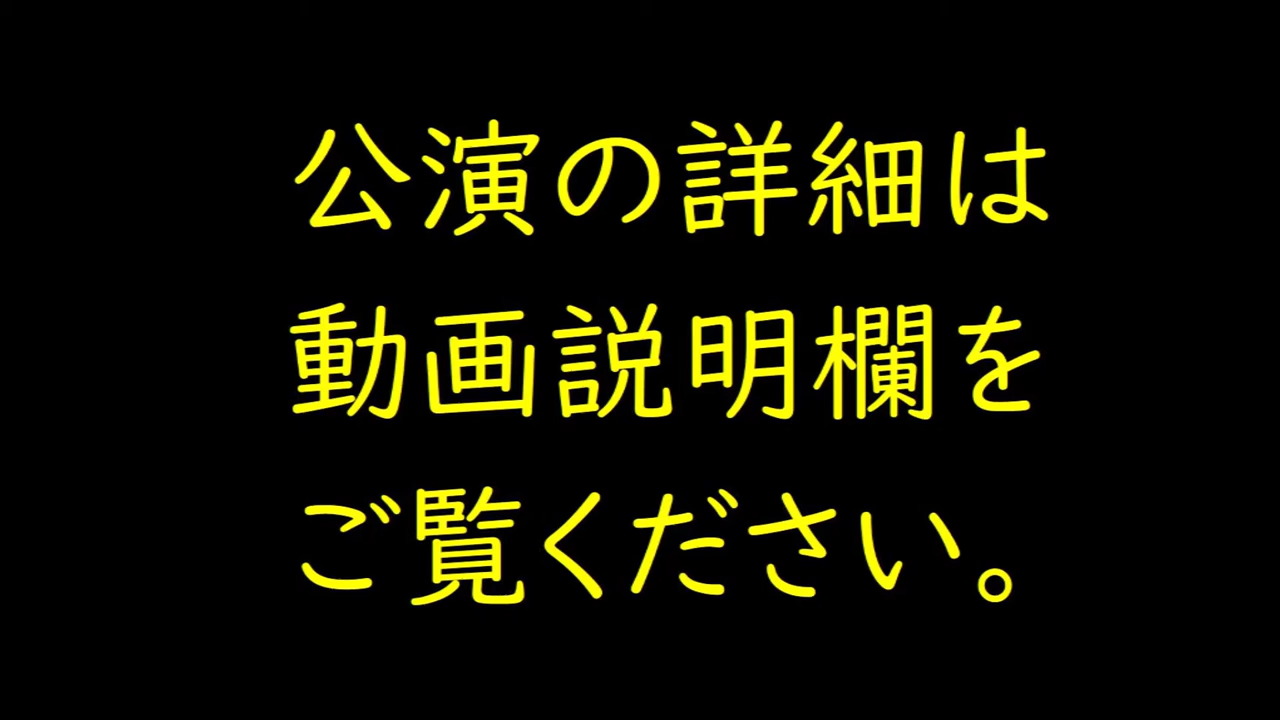 公演の詳細は
動画説明欄を
ご覧ください。